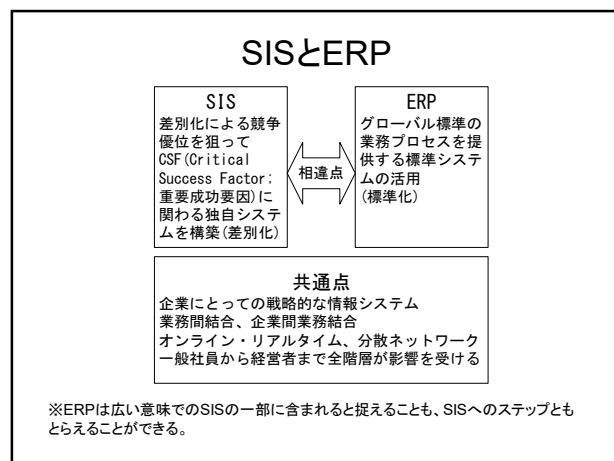 SISとERP
SIS
差別化による競争
優位を狙って
CSF(Critical
Success Factor:
重要成功要因)に
関わる独自システ
ムを構築(差別化)
相違点
ERP
グローバル標準の
業務プロセスを提
供する標準システ
ムの活用
(標準化)
共通点
企業にとっての戦略的な情報システム
業務間結合、企業間業務結合
オンライン・リアルタイム、分散ネットワーク
一般社員から経営者まで全階層が影響を受ける
※ERPは広い意味でのSISの一部に含まれると捉えることも、SISへのステップとも
とらえることができる。